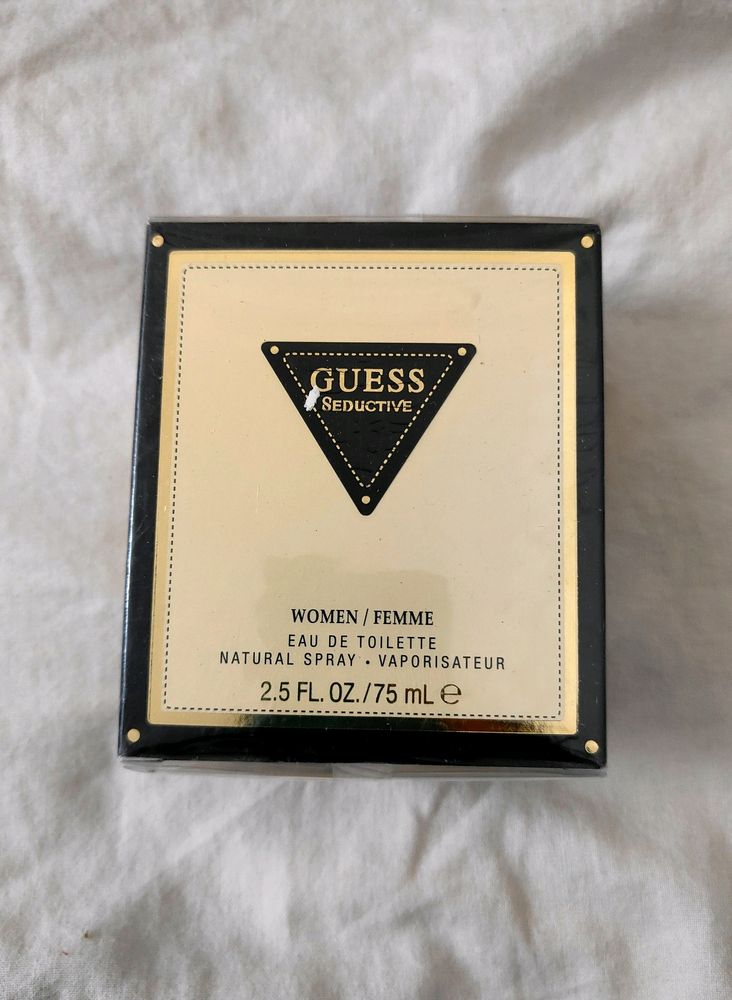 GUESS
SEDUCTIVE
WOMEN / FEMME
EAU DE TOILETTE
NATURAL SPRAY • VAPORISATEUR
2.5 FL. OZ. / 75 mL ℮